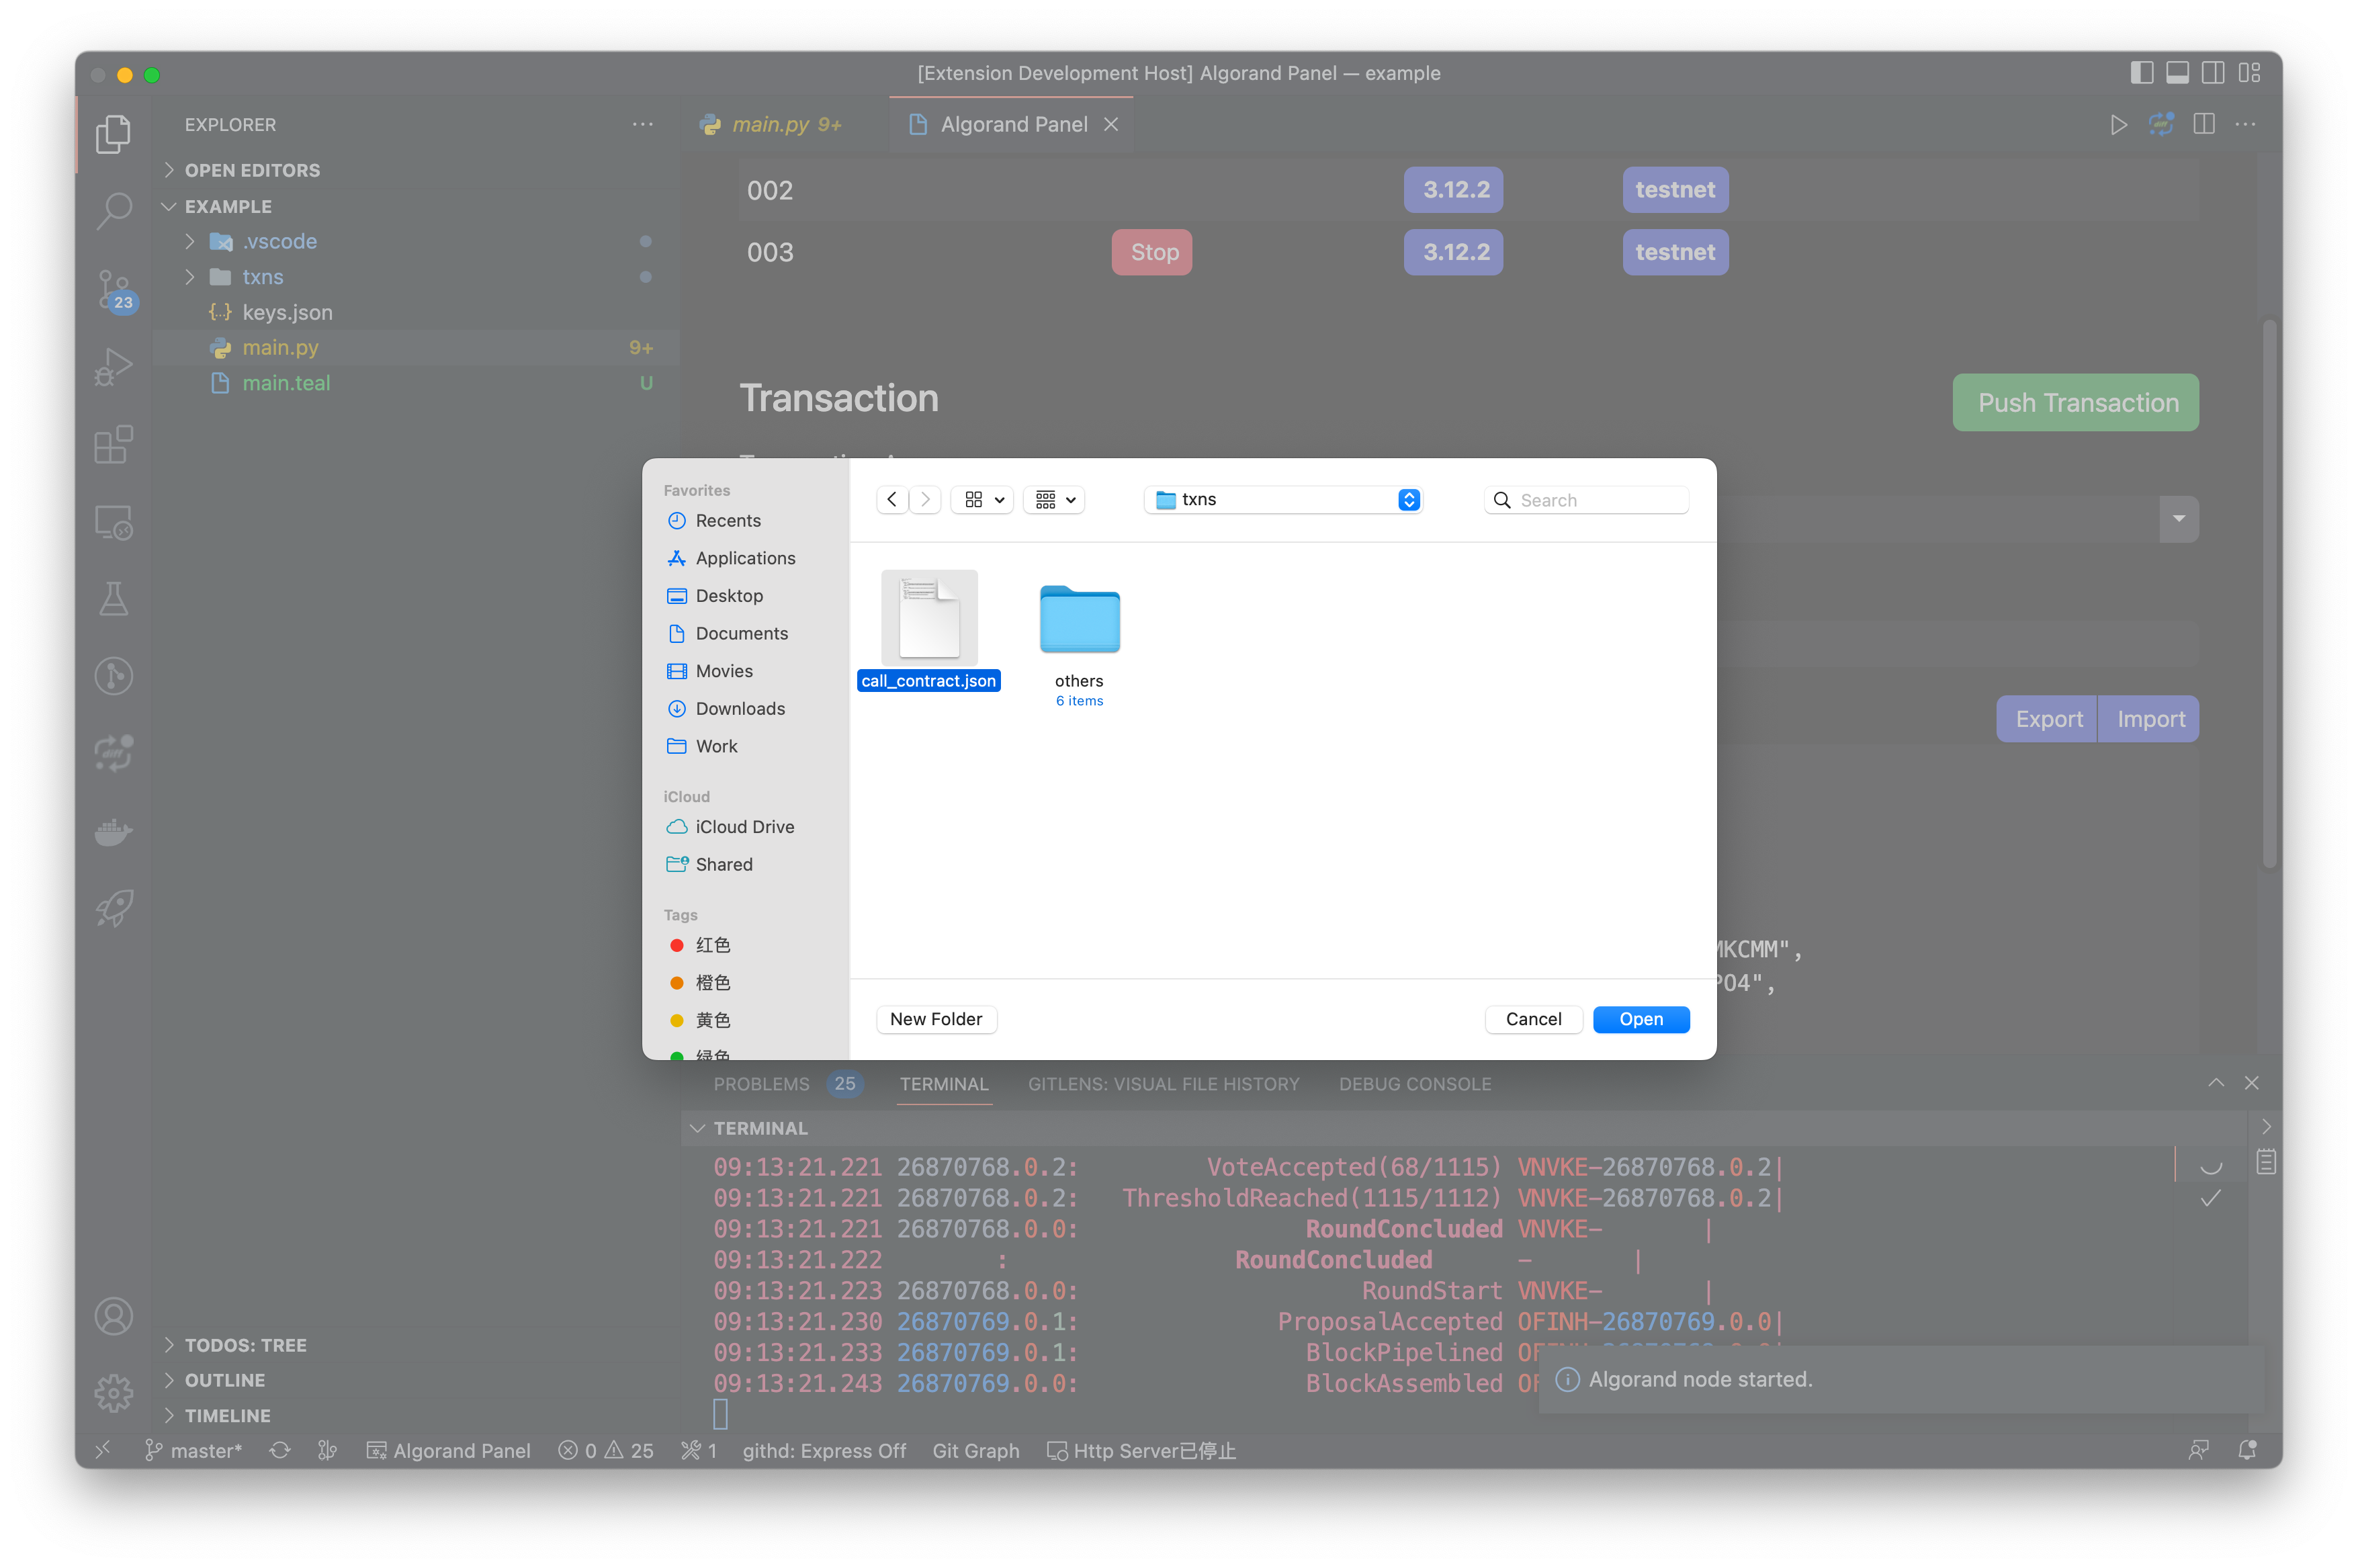 [Extension Development Host] Algorand Panel — example
EXPLORER
OPEN EDITORS
EXAMPLE
.vscode
txns
keys.json
main.py 9+
main.teal U
23
TODOS: TREE
OUTLINE
TIMELINE
main.py 9+
Algorand Panel
002 3.12.2 testnet
003 Stop 3.12.2 testnet
Transaction Push Transaction
Export Import
MKCMM",
PO4",
Favorites
Recents
Applications
Desktop
Documents
Movies
Downloads
Work
iCloud
iCloud Drive
Shared
Tags
红色
橙色
黄色
绿色
txns
Search
call_contract.json
others
6 items
New Folder Cancel Open
PROBLEMS 25 TERMINAL GITLENS: VISUAL FILE HISTORY DEBUG CONSOLE
TERMINAL
09:13:21.221 26870768.0.2: VoteAccepted(68/1115) VNVKE-26870768.0.2|
09:13:21.221 26870768.0.2: ThresholdReached(1115/1112) VNVKE-26870768.0.2|
09:13:21.221 26870768.0.0: RoundConcluded VNVKE- |
09:13:21.222 : RoundConcluded - |
09:13:21.223 26870768.0.0: RoundStart VNVKE- |
09:13:21.230 26870769.0.1: ProposalAccepted OFINH-26870769.0.0|
09:13:21.233 26870769.0.1: BlockPipelined
09:13:21.243 26870769.0.0: BlockAssembled
Algorand node started.
master* Algorand Panel 0 25 1 githd: Express Off Git Graph Http Server已停止